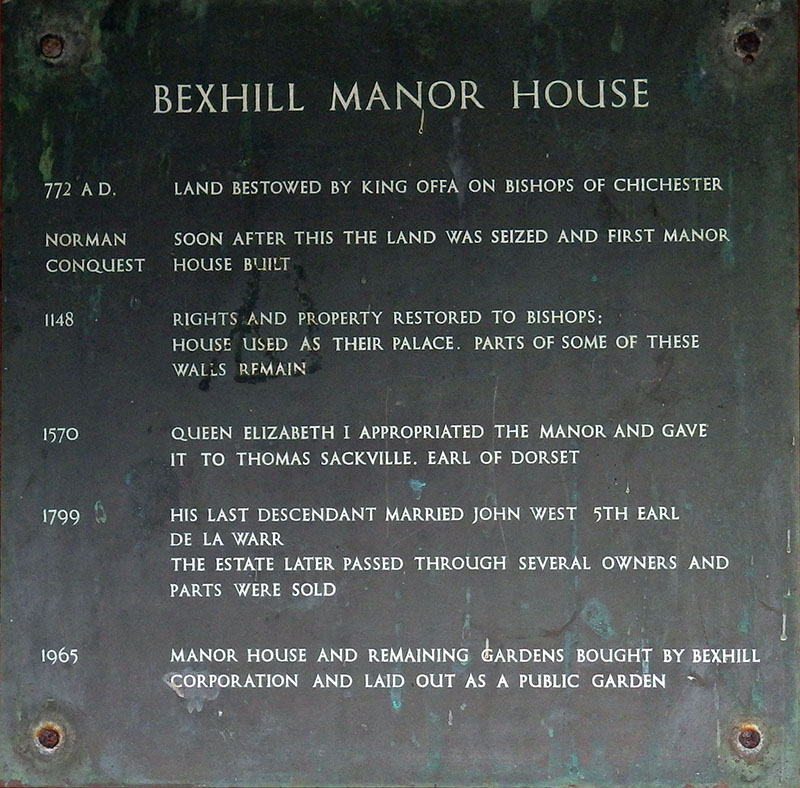 BEXHILL MANOR HOUSE
772 A D. LAND BESTOWED BY KING OFFA ON BISHOPS OF CHICHESTER
NORMAN SOON AFTER THIS THE LAND WAS SEIZED AND FIRST MANOR
CONQUEST HOUSE BUILT
1148 RIGHTS AND PROPERTY RESTORED TO BISHOPS;
HOUSE USED AS THEIR PALACE. PARTS OF SOME OF THESE
WALLS REMAIN
1570 QUEEN ELIZABETH I APPROPRIATED THE MANOR AND GAVE
IT TO THOMAS SACKVILLE. EARL OF DORSET
1799 HIS LAST DESCENDANT MARRIED JOHN WEST 5TH EARL
DE LA WARR
THE ESTATE LATER PASSED THROUGH SEVERAL OWNERS AND
PARTS WERE SOLD
1965 MANOR HOUSE AND REMAINING GARDENS BOUGHT BY BEXHILL
CORPORATION AND LAID OUT AS A PUBLIC GARDEN